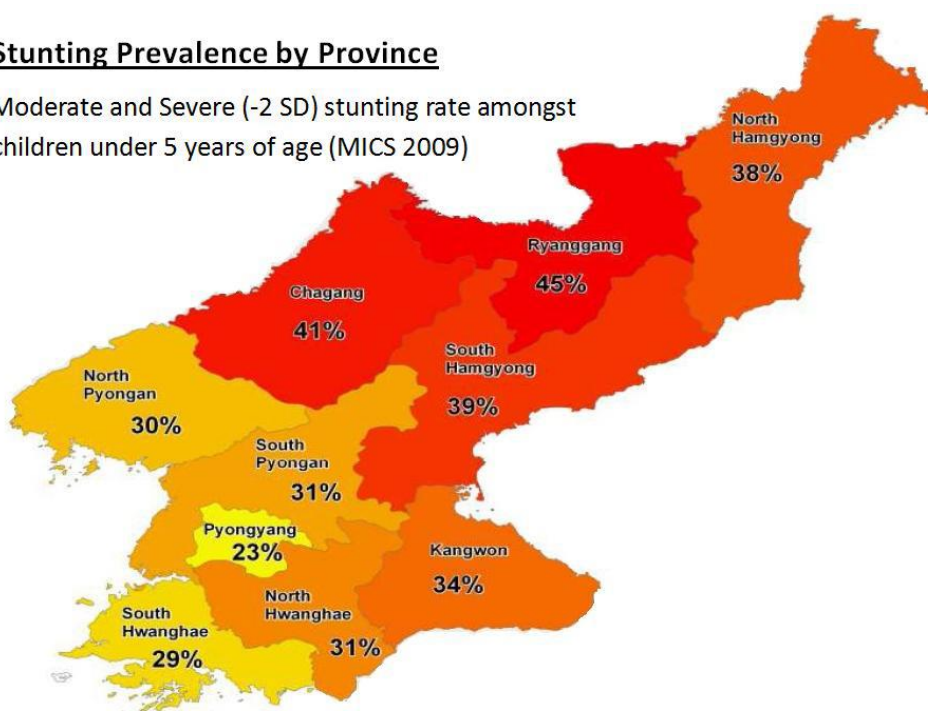 Stunting Prevalence by Province
Moderate and Severe (-2 SD) stunting rate amongst
children under 5 years of age (MICS 2009)
North
Hamgyong
38%
Ryanggang
45%
Chagang
41%
South
Hamgyong
39%
North
Pyongan
30%
South
Pyongan
31%
Pyongyang
23%
Kangwon
34%
North
Hwanghae
31%
South
Hwanghae
29%